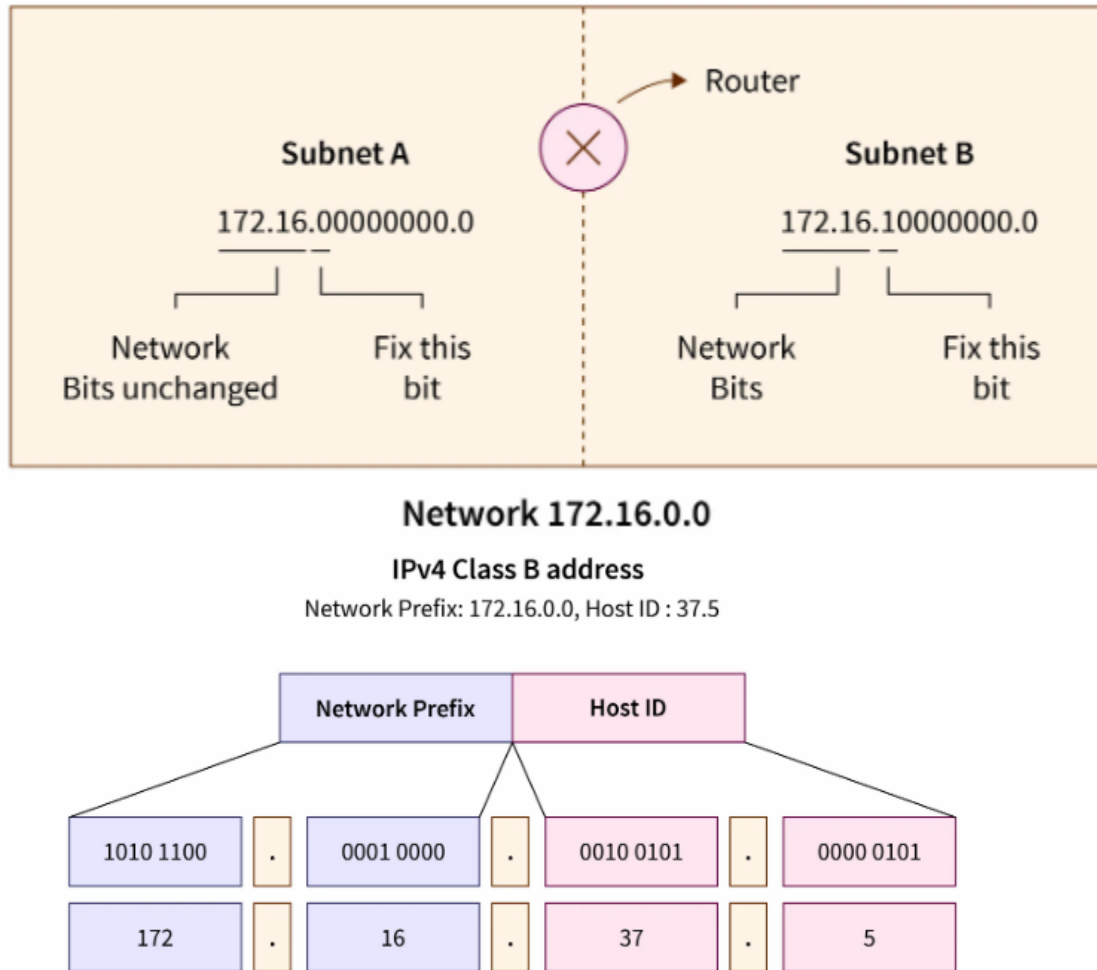 Router
Subnet A
Subnet B
172.16.00000000.0
172.16.10000000.0
Network
Bits unchanged
Fix this
bit
Network
Bits
Fix this
bit
Network 172.16.0.0
IPv4 Class B address
Network Prefix: 172.16.0.0, Host ID : 37.5
Network Prefix
Host ID
1010 1100 . 0001 0000 . 0010 0101 . 0000 0101
172 . 16 . 37 . 5